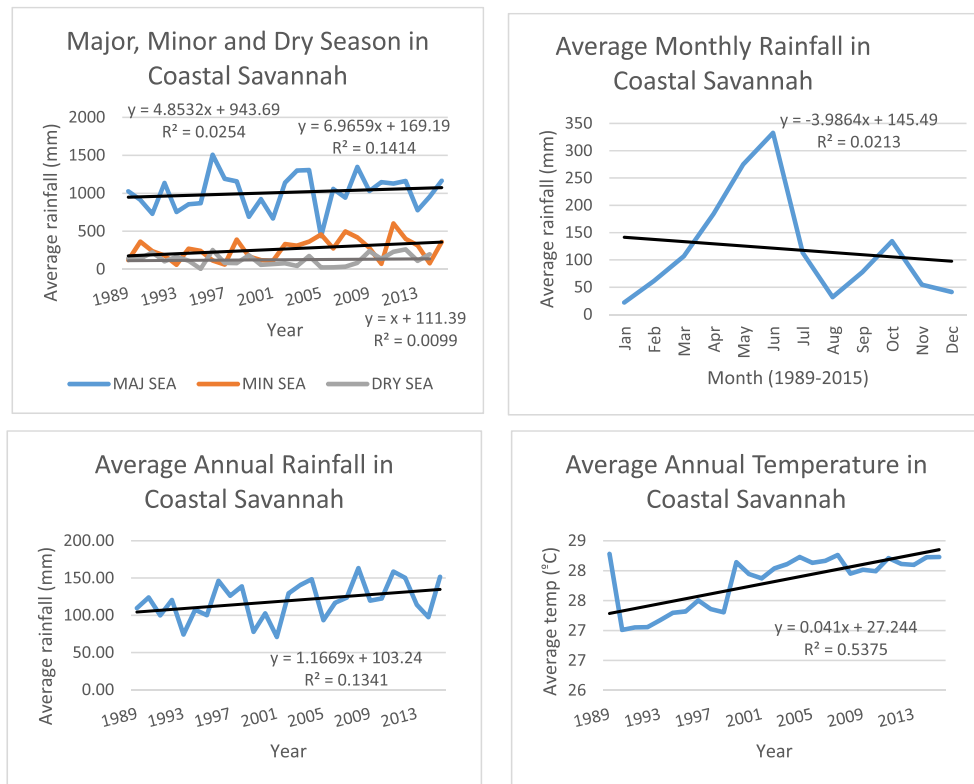 Major, Minor and Dry Season in
Coastal Savannah
y = 4.8532x + 943.69
R² = 0.0254
y = 6.9659x + 169.19
R² = 0.1414
Average rainfall (mm)
2000
1500
1000
500
0
1989 1993 1997 2001 2005 2009 2013
Year
y = x + 111.39
R² = 0.0099
MAJ SEA MIN SEA DRY SEA
Average Monthly Rainfall in
Coastal Savannah
y = -3.9864x + 145.49
R² = 0.0213
Average rainfall (mm)
350
300
250
200
150
100
50
0
Jan Feb Mar Apr May Jun Jul Aug Sep Oct Nov Dec
Month (1989-2015)
Average Annual Rainfall in
Coastal Savannah
Average rainfall (mm)
200.00
150.00
100.00
50.00
0.00
y = 1.1669x + 103.24
R² = 0.1341
1989 1993 1997 2001 2005 2009 2013
Year
Average Annual Temperature in
Coastal Savannah
Average temp (°C)
29
28
28
27
27
26
y = 0.041x + 27.244
R² = 0.5375
1989 1993 1997 2001 2005 2009 2013
Year